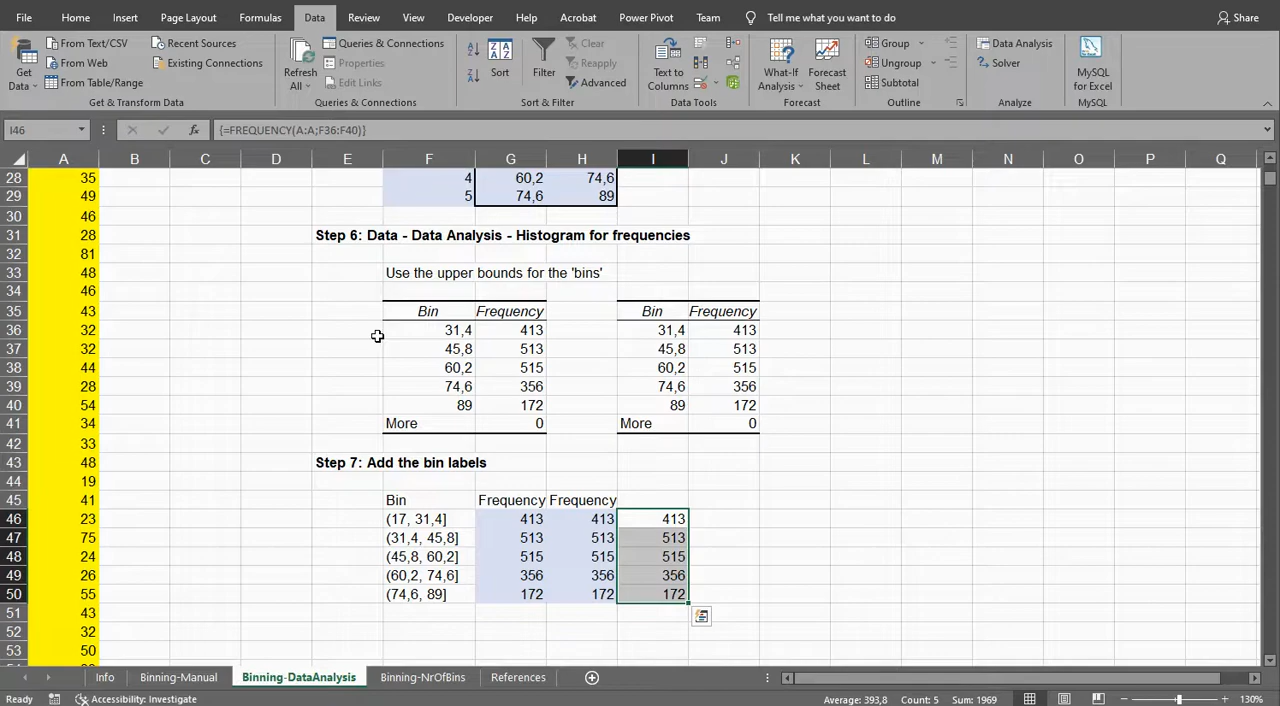 File Home Insert Page Layout Formulas Data Review View Developer Help Acrobat Power Pivot Team Tell me what you want to do Share
Get Data
From Text/CSV
From Web
From Table/Range
Recent Sources
Existing Connections
Get & Transform Data
Refresh All
Queries & Connections
Properties
Edit Links
Queries & Connections
Sort
Filter
Clear
Reapply
Advanced
Sort & Filter
Text to Columns
Data Tools
What-If Analysis
Forecast Sheet
Forecast
Group
Ungroup
Subtotal
Outline
Data Analysis
Solver
Analyze
MySQL for Excel
MySQL
I46 fx {=FREQUENCY(A:A;F36:F40)}
A B C D E F G H I J K L M N O P Q
28 35 4 60,2 74,6
29 49 5 74,6 89
30 46
31 28 Step 6: Data - Data Analysis - Histogram for frequencies
32 81
33 48 Use the upper bounds for the 'bins'
34 46
35 43 Bin Frequency Bin Frequency
36 32 31,4 413 31,4 413
37 32 45,8 513 45,8 513
38 44 60,2 515 60,2 515
39 28 74,6 356 74,6 356
40 54 89 172 89 172
41 34 More 0 More 0
42 33
43 48 Step 7: Add the bin labels
44 19
45 41 Bin Frequency Frequency
46 23 (17, 31,4] 413 413 413
47 75 (31,4, 45,8] 513 513 513
48 24 (45,8, 60,2] 515 515 515
49 26 (60,2, 74,6] 356 356 356
50 55 (74,6, 89] 172 172 172
51 43
52 32
53 50
Info Binning-Manual Binning-DataAnalysis Binning-NrOfBins References
Ready Accessibility: Investigate Average: 393,8 Count: 5 Sum: 1969 130%